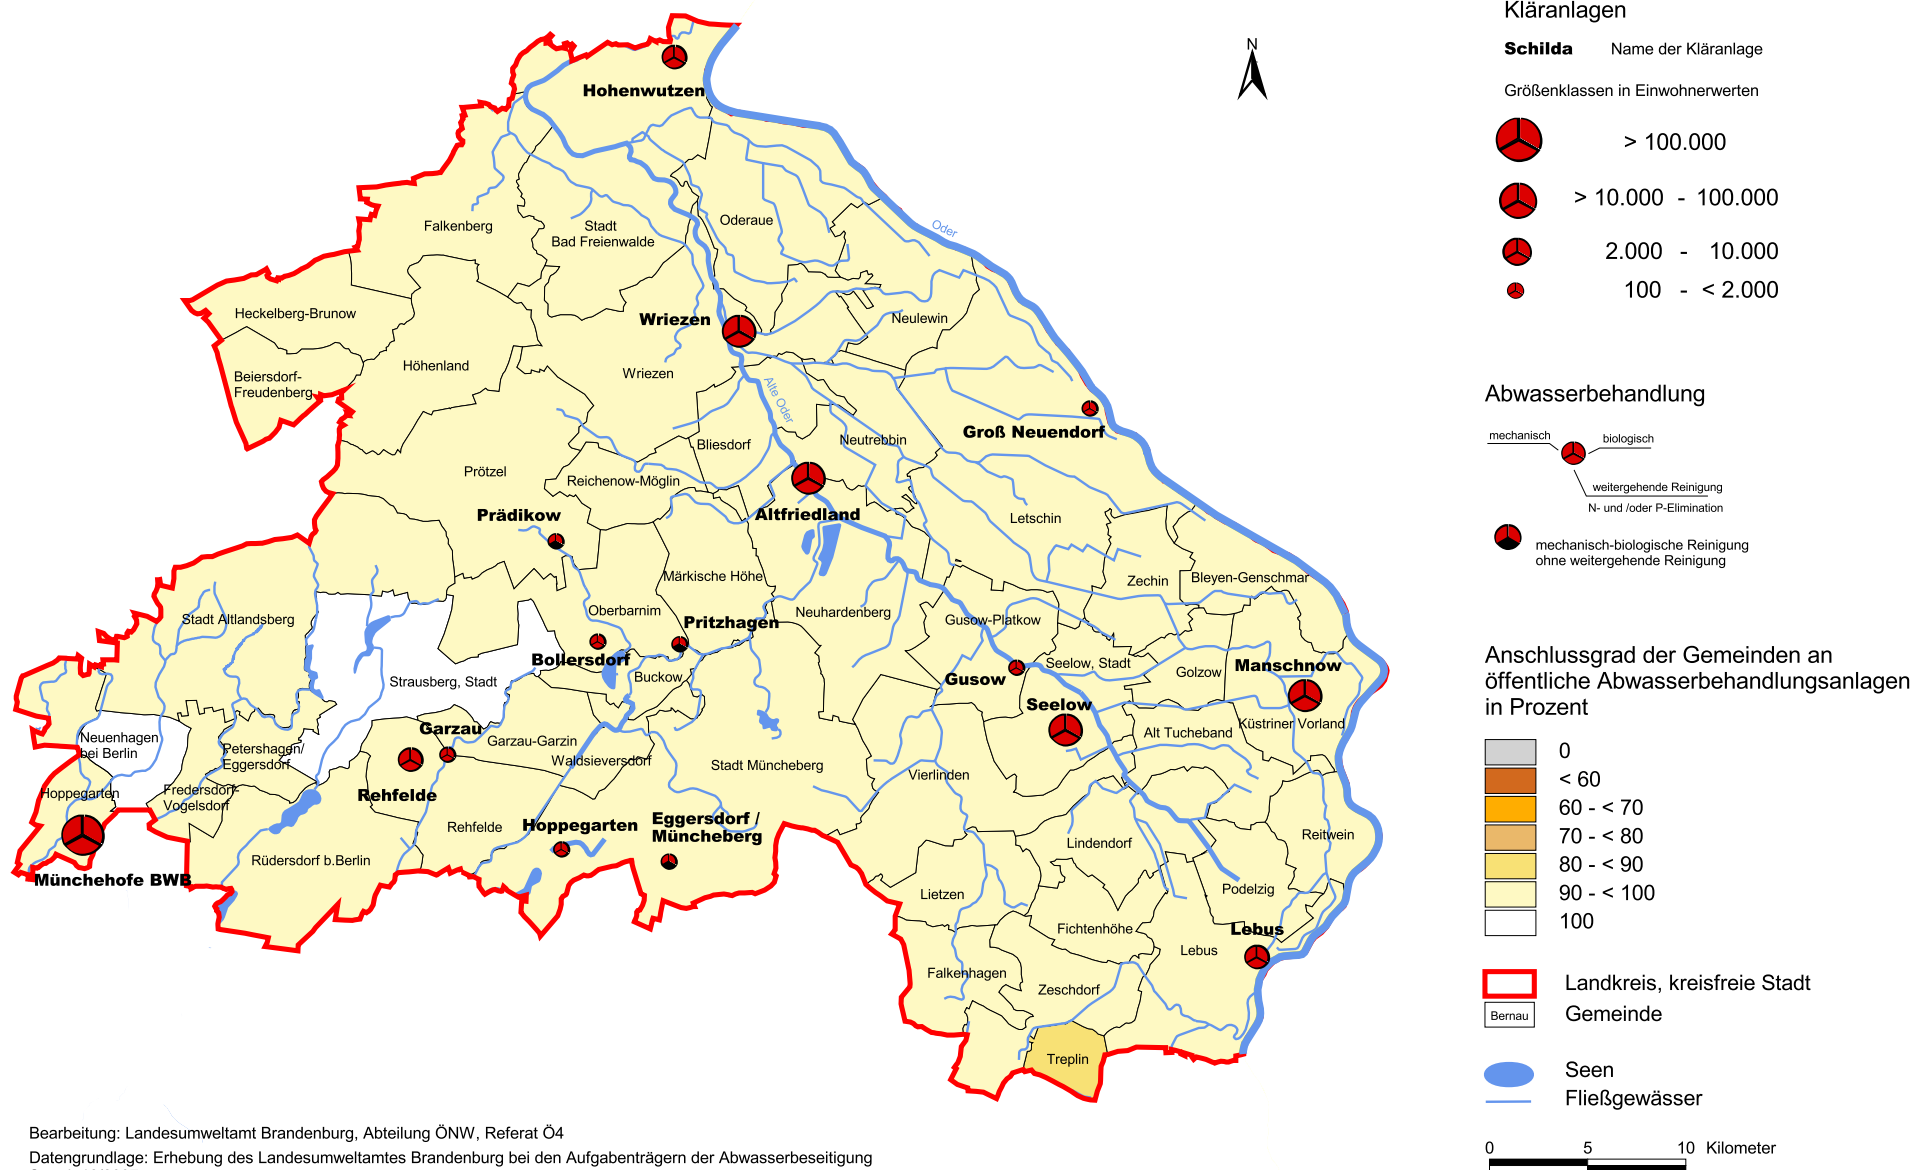 Kläranlagen
Schilda Name der Kläranlage
Größenklassen in Einwohnerwerten
> 100.000
> 10.000 - 100.000
2.000 - 10.000
100 - < 2.000
Abwasserbehandlung
mechanisch
biologisch
weitergehende Reinigung
N- und /oder P-Elimination
mechanisch-biologische Reinigung
ohne weitergehende Reinigung
Anschlussgrad der Gemeinden an
öffentliche Abwasserbehandlungsanlagen
in Prozent
0
< 60
60 - < 70
70 - < 80
80 - < 90
90 - < 100
100
Landkreis, kreisfreie Stadt
Bernau
Gemeinde
Seen
Fließgewässer
0 5 10 Kilometer
N
Hohenwutzen
Falkenberg
Stadt
Bad Freienwalde
Oderaue
Oder
Heckelberg-Brunow
Wriezen
Neulewin
Höhenland
Wriezen
Beiersdorf-
Freudenberg
Alte Oder
Groß Neuendorf
Bliesdorf
Neutrebbin
Prötzel
Reichenow-Möglin
Prädikow
Altfriedland
Letschin
Märkische Höhe
Zechin
Bleyen-Genschmar
Stadt Altlandsberg
Oberbarnim
Neuhardenberg
Gusow-Platkow
Pritzhagen
Bollersdorf
Seelow, Stadt
Golzow
Manschnow
Strausberg, Stadt
Buckow
Gusow
Seelow
Küstriner Vorland
Garzau
Neuenhagen
bei Berlin
Petershagen/
Eggersdorf
Garzau-Garzin
Alt Tucheband
Waldsieversdorf
Stadt Müncheberg
Vierlinden
Hoppegarten
Fredersdorf-
Vogelsdorf
Rehfelde
Rehfelde
Hoppegarten
Eggersdorf /
Müncheberg
Reitwein
Lindendorf
Rüdersdorf b.Berlin
Münchehofe BWB
Lietzen
Podelzig
Fichtenhöhe
Lebus
Lebus
Falkenhagen
Zeschdorf
Treplin
Bearbeitung: Landesumweltamt Brandenburg, Abteilung ÖNW, Referat Ö4
Datengrundlage: Erhebung des Landesumweltamtes Brandenburg bei den Aufgabenträgern der Abwasserbeseitigung